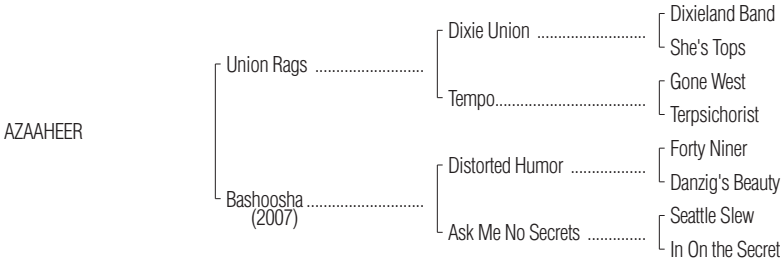 Dixieland Band
Dixie Union ..........................
She's Tops
Union Rags ..........................
Gone West
Tempo....................................
Terpsichorist
AZAAHEER
Forty Niner
Distorted Humor ..................
Danzig's Beauty
Bashoosha ............................
(2007)
Seattle Slew
Ask Me No Secrets ..............
In On the Secret